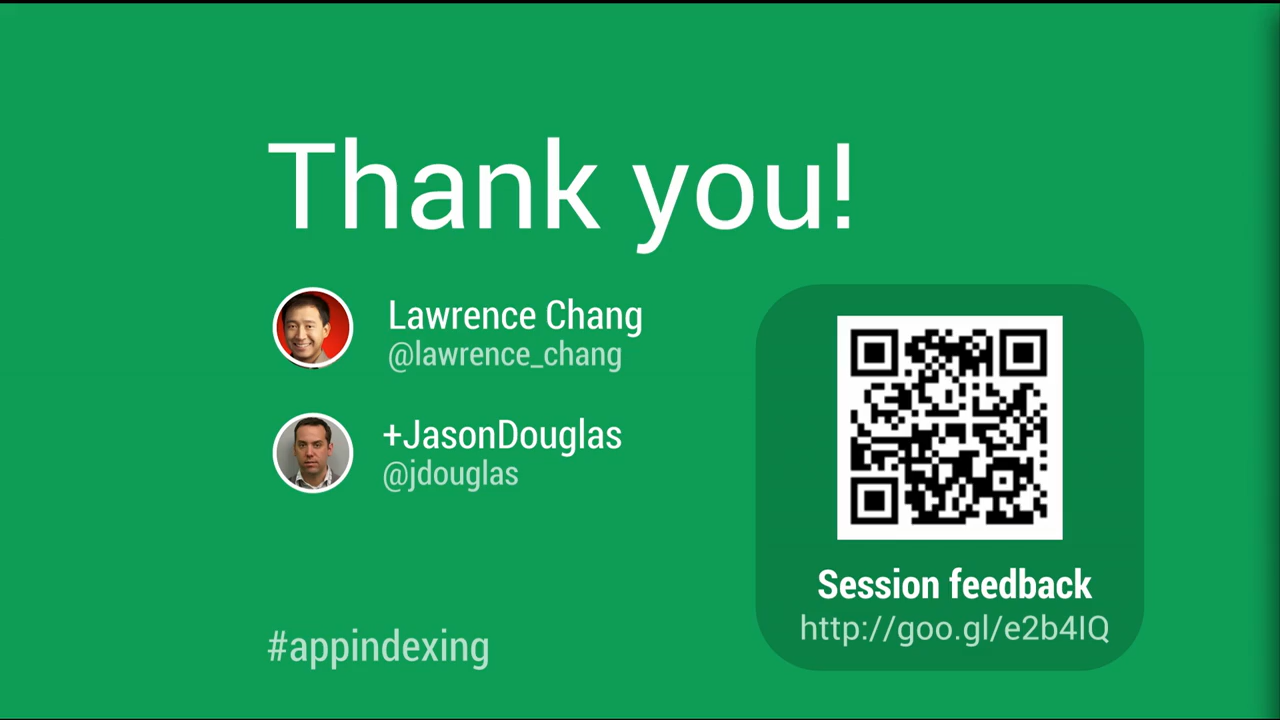 Thank you!
Lawrence Chang
@lawrence_chang
+JasonDouglas
@jdouglas
Session feedback
http://goo.gl/e2b4IQ
#appindexing